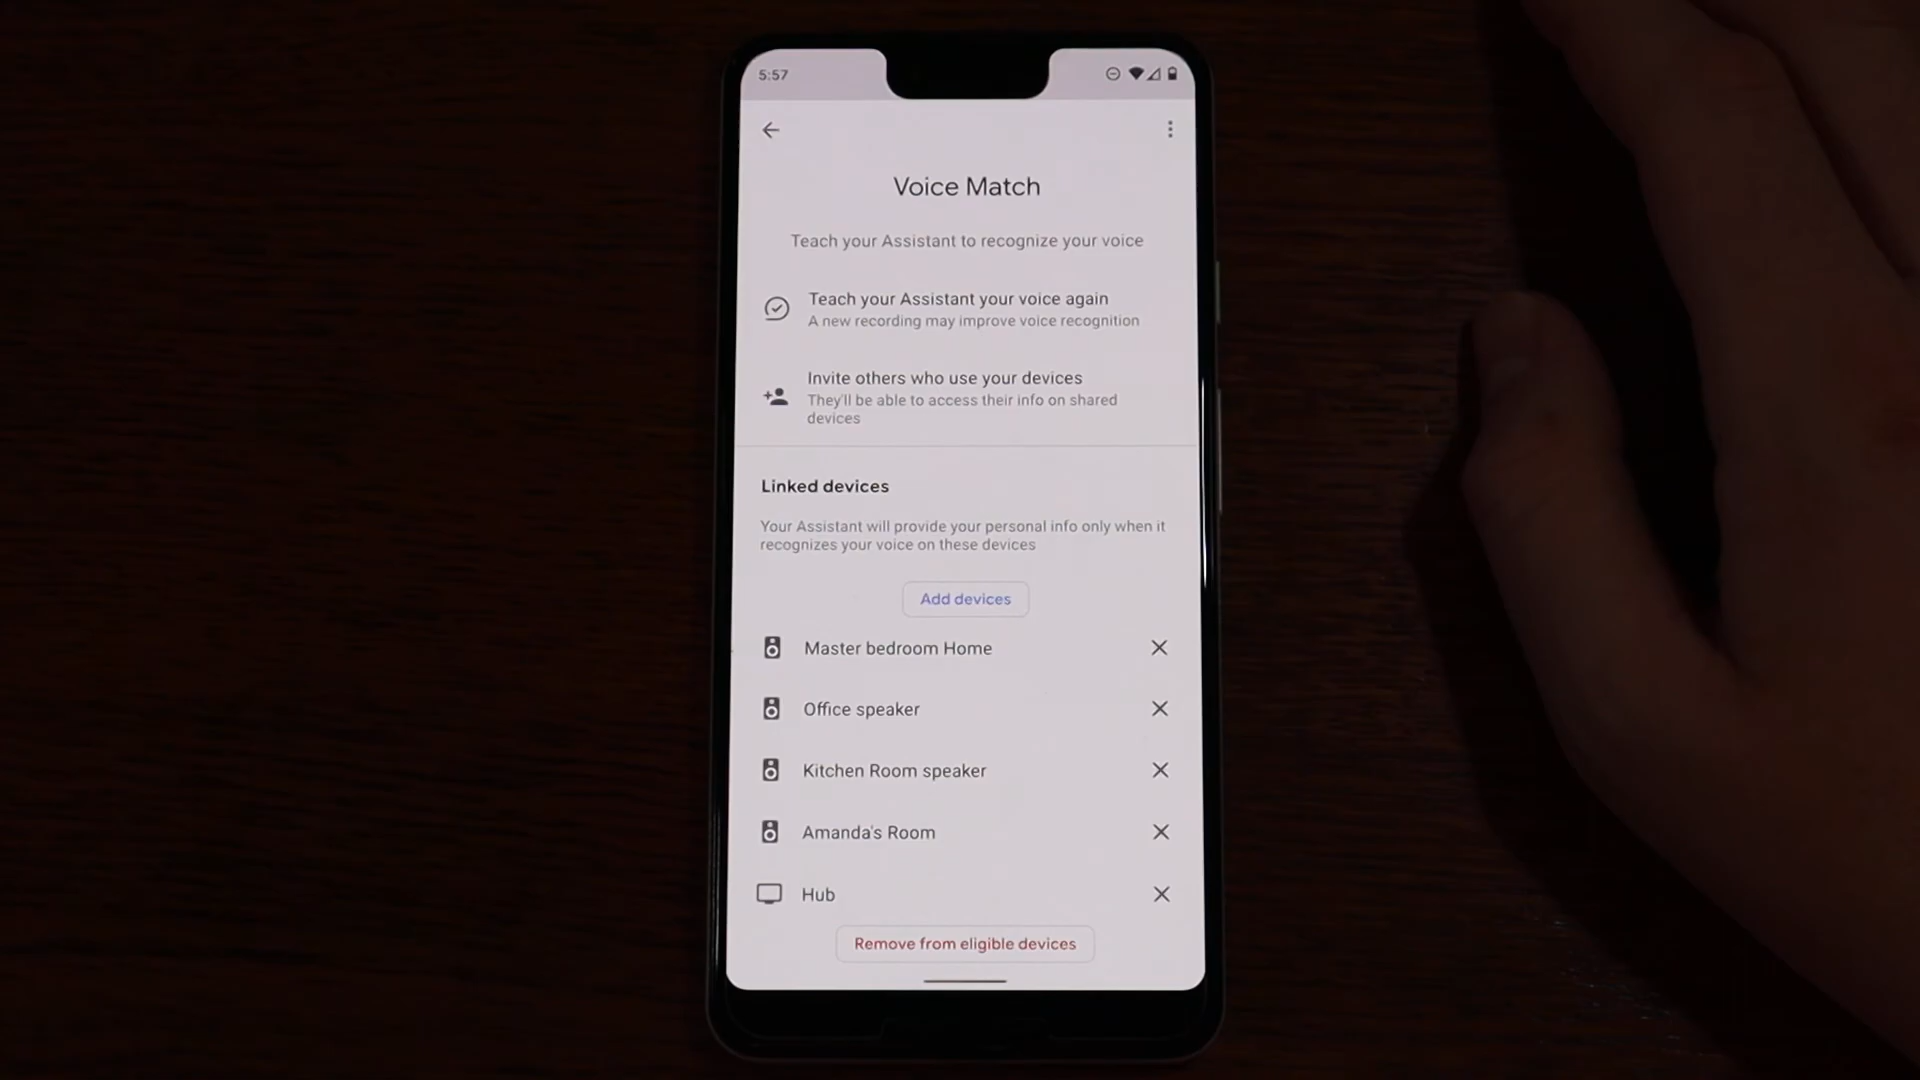 5:57
Voice Match
Teach your Assistant to recognize your voice
Teach your Assistant your voice again
A new recording may improve voice recognition
Invite others who use your devices
They'll be able to access their info on shared
devices
Linked devices
Your Assistant will provide your personal info only when it
recognizes your voice on these devices
Add devices
Master bedroom Home
Office speaker
Kitchen Room speaker
Amanda's Room
Hub
Remove from eligible devices